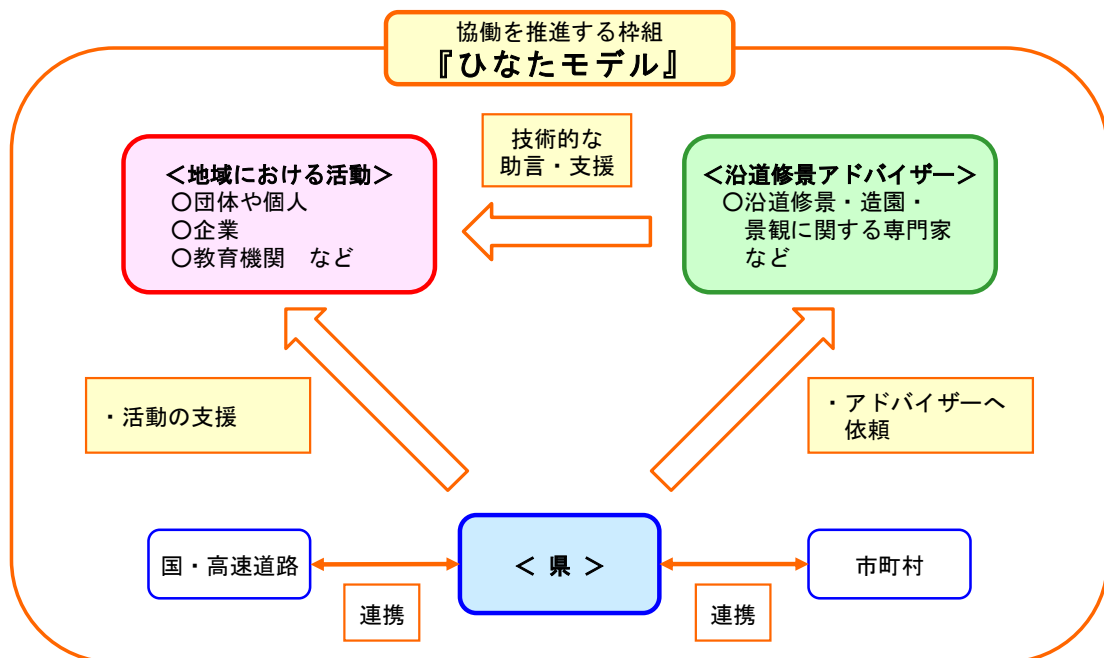 協働を推進する枠組
『ひなたモデル』
技術的な
助言・支援
＜地域における活動＞
○団体や個人
○企業
○教育機関　など
＜沿道修景アドバイザー＞
○沿道修景・造園・
景観に関する専門家
など
・活動の支援
・アドバイザーへ
依頼
国・高速道路
＜ 県 ＞
市町村
連携
連携